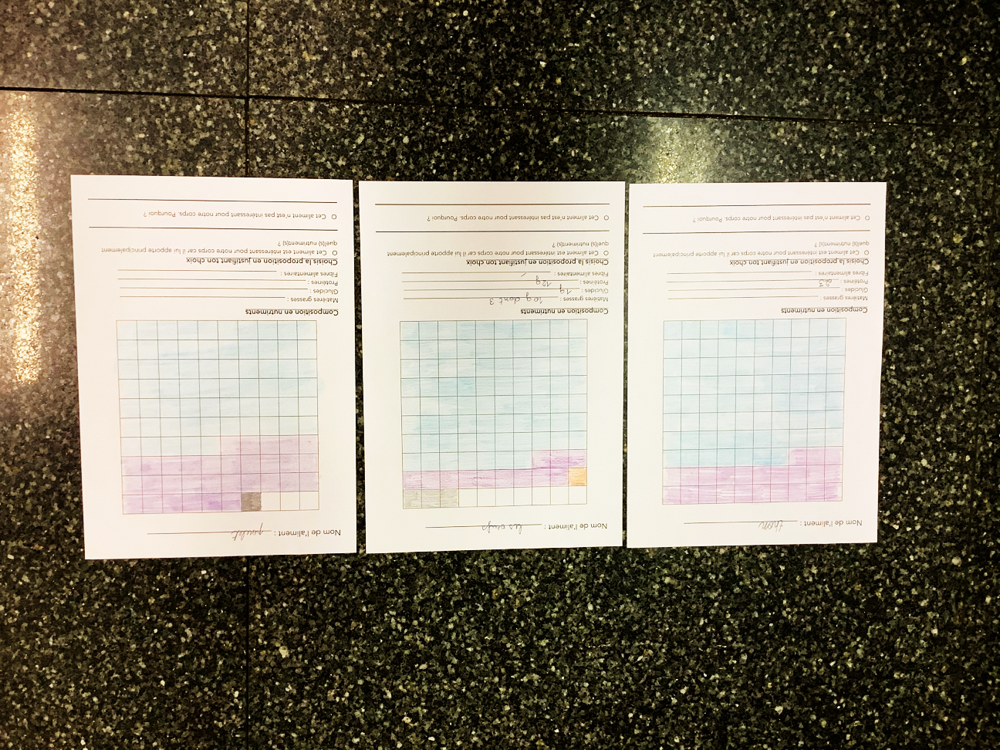 Nom de l'aliment : thon
Composition en nutriments
Matières grasses :
Glucides :
Protéines : 23
Fibres alimentaires :
Choisis la proposition en justifiant ton choix
O Cet aliment est intéressant pour notre corps car il lui apporte principalement
quel(s) nutriment(s) ?
O Cet aliment n'est pas intéressant pour notre corps. Pourquoi ?
Nom de l'aliment : les œufs
Composition en nutriments
Matières grasses : 10g dont 3
Glucides : 1g
Protéines : 12g
Fibres alimentaires : /
Choisis la proposition en justifiant ton choix
O Cet aliment est intéressant pour notre corps car il lui apporte principalement
quel(s) nutriment(s) ?
O Cet aliment n'est pas intéressant pour notre corps. Pourquoi ?
Nom de l'aliment : poulet
Composition en nutriments
Matières grasses :
Glucides :
Protéines :
Fibres alimentaires :
Choisis la proposition en justifiant ton choix
O Cet aliment est intéressant pour notre corps car il lui apporte principalement
quel(s) nutriment(s) ?
O Cet aliment n'est pas intéressant pour notre corps. Pourquoi ?